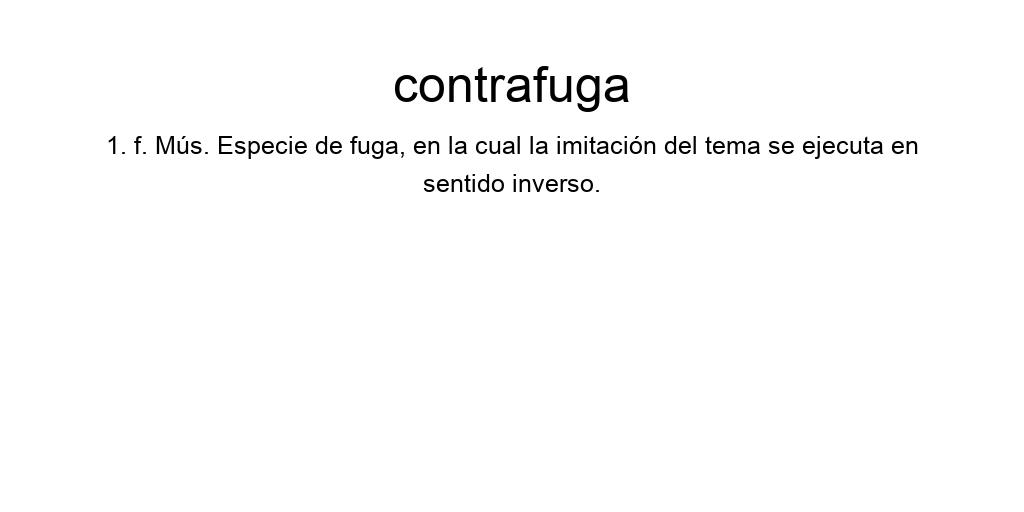 contrafuga
1. f. Mús. Especie de fuga, en la cual la imitación del tema se ejecuta en
sentido inverso.